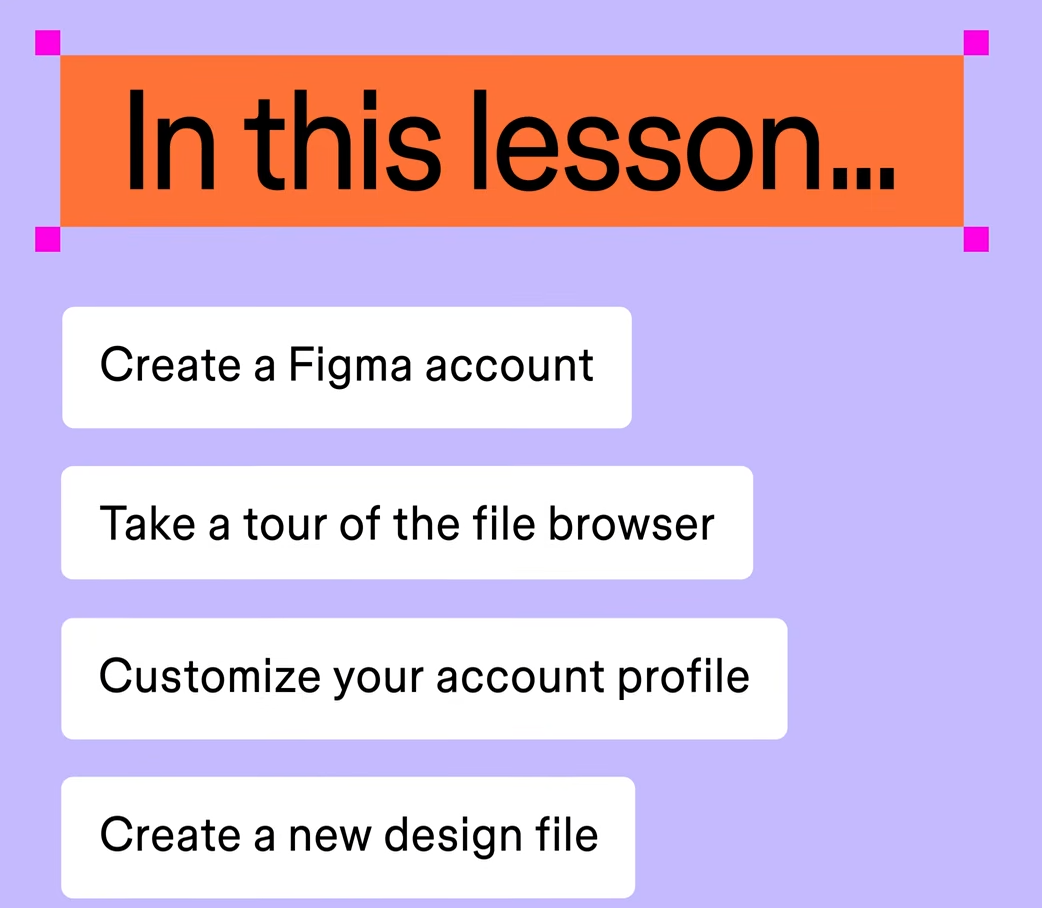 In this lesson...
Create a Figma account
Take a tour of the file browser
Customize your account profile
Create a new design file